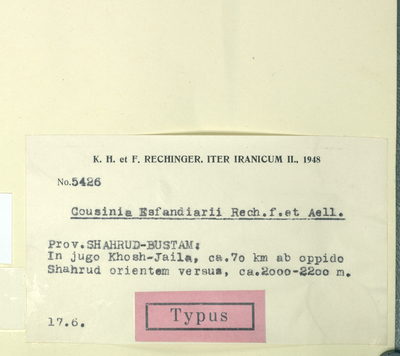 K. H. et F. RECHINGER. ITER IRANICUM II., 1948
No.5426
Cousinia Esfandiarii Rech.f.et Aell.
Prov.SHAHRUD-BUSTAM:
In jugo Khosh-Jaila, ca.70 km ab oppido
Shahrud orientem versus, ca.2000-2200 m.
Typus
17.6.